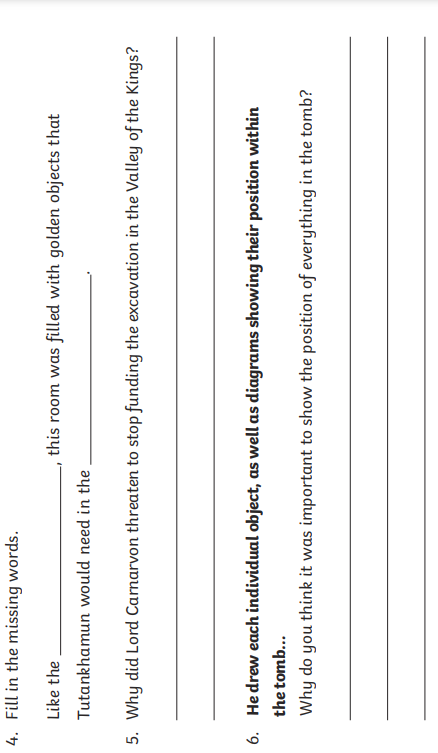 4. Fill in the missing words.
Like the ____________________, this room was filled with golden objects that
Tutankhamun would need in the ____________________.
5. Why did Lord Carnarvon threaten to stop funding the excavation in the Valley of the Kings?
6. He drew each individual object, as well as diagrams showing their position within
the tomb...
Why do you think it was important to show the position of everything in the tomb?